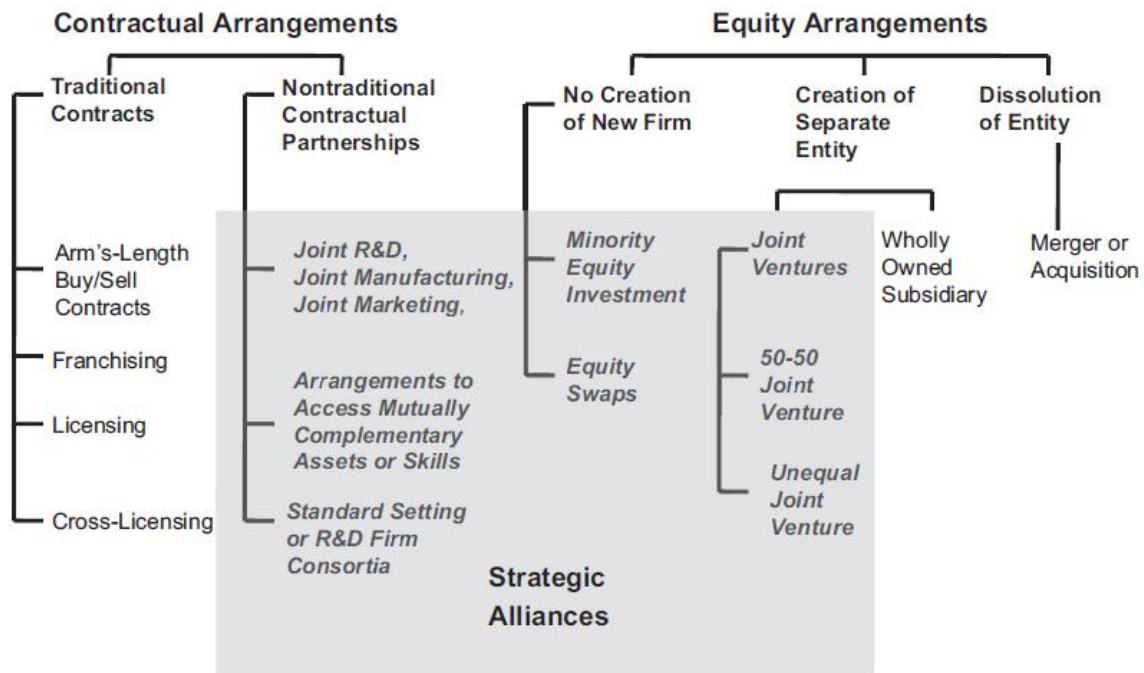 Contractual Arrangements
Equity Arrangements
Traditional
Contracts
Nontraditional
Contractual
Partnerships
No Creation
of New Firm
Creation of
Separate
Entity
Dissolution
of Entity
Arm's-Length
Buy/Sell
Contracts
Franchising
Licensing
Cross-Licensing
Joint R&D,
Joint Manufacturing,
Joint Marketing,
Arrangements to
Access Mutually
Complementary
Assets or Skills
Standard Setting
or R&D Firm
Consortia
Minority
Equity
Investment
Equity
Swaps
Joint
Ventures
50-50
Joint
Venture
Unequal
Joint
Venture
Wholly
Owned
Subsidiary
Merger or
Acquisition
Strategic
Alliances